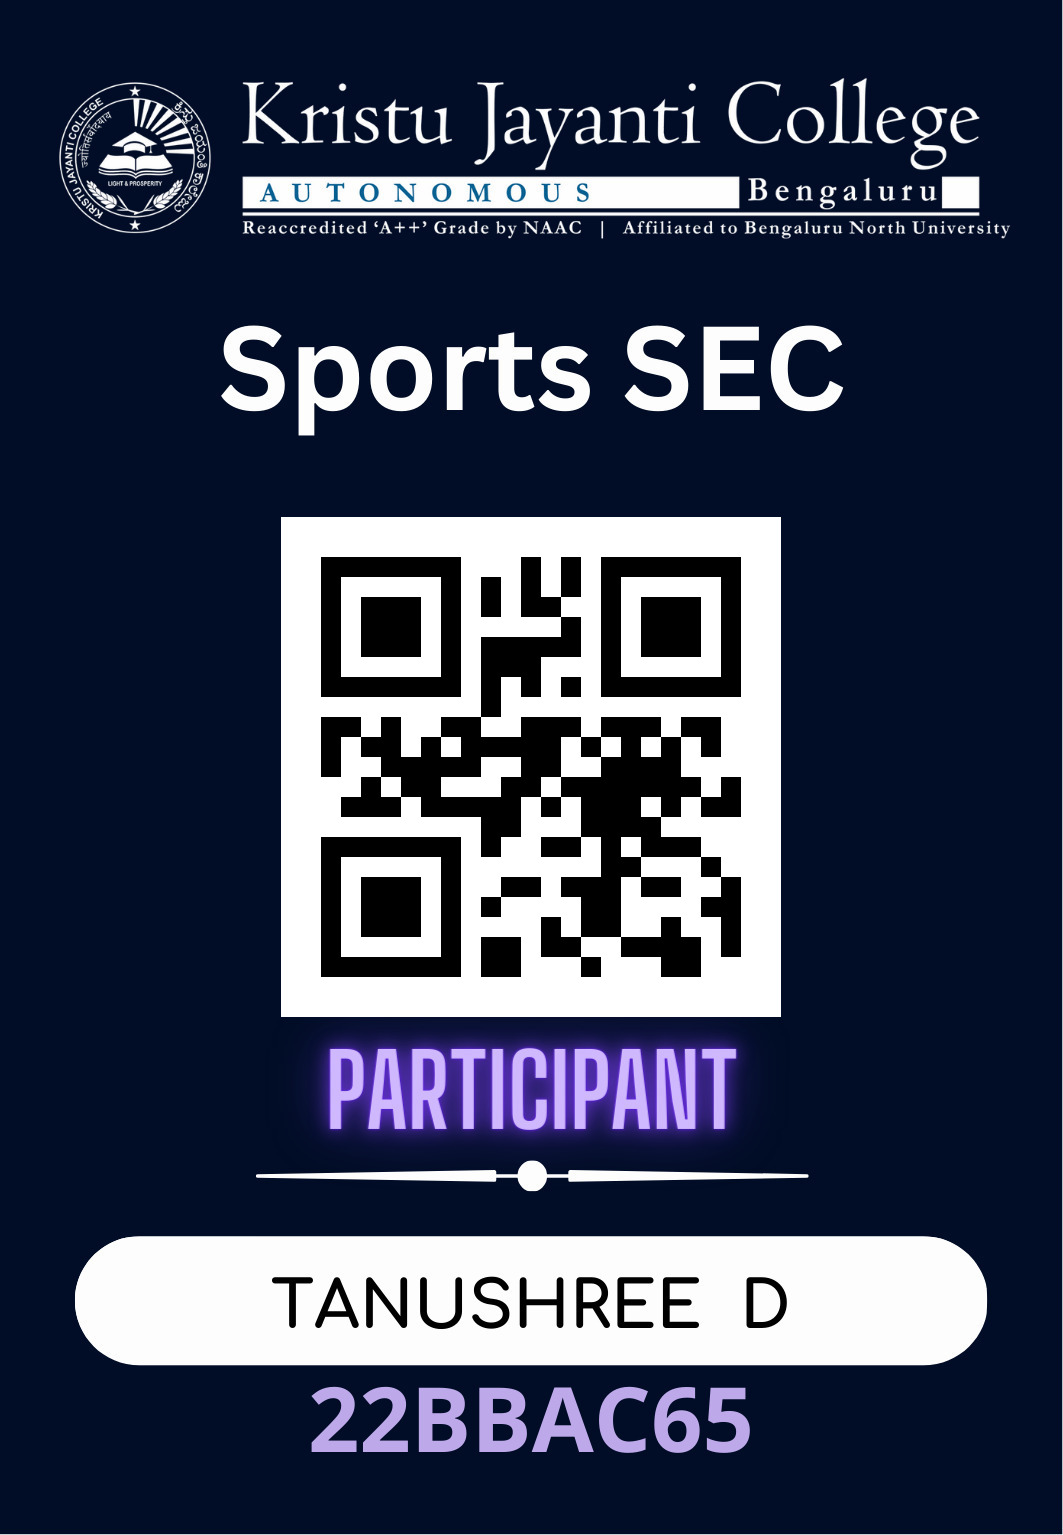 Kristu Jayanti College
AUTONOMOUS Bengaluru
Reaccredited ‘A++’ Grade by NAAC | Affiliated to Bengaluru North University
KRISTU JAYANTI COLLEGE
LIGHT & PROSPERITY
Sports SEC
PARTICIPANT
TANUSHREE D
22BBAC65